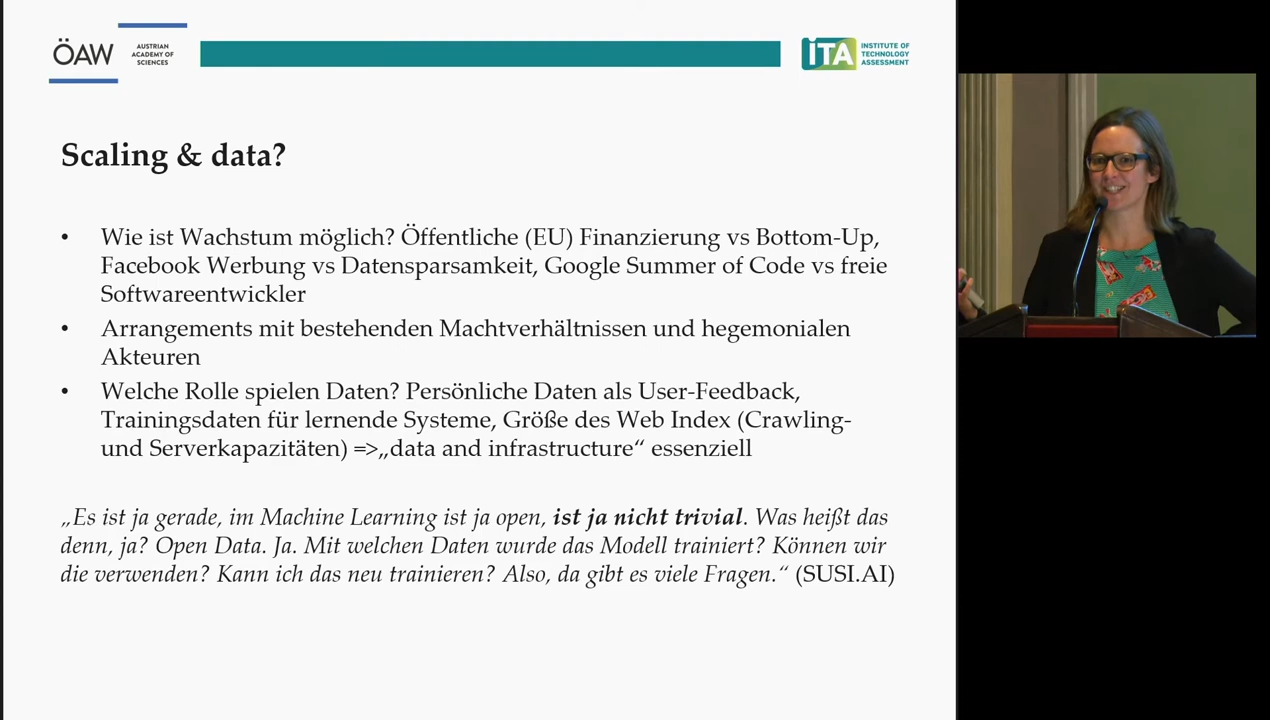 ÖAW
AUSTRIAN
ACADEMY OF
SCIENCES
iTA
INSTITUTE OF
TECHNOLOGY
ASSESSMENT
Scaling & data?
• Wie ist Wachstum möglich? Öffentliche (EU) Finanzierung vs Bottom-Up,
Facebook Werbung vs Datensparsamkeit, Google Summer of Code vs freie
Softwareentwickler
• Arrangements mit bestehenden Machtverhältnissen und hegemonialen
Akteuren
• Welche Rolle spielen Daten? Persönliche Daten als User-Feedback,
Trainingsdaten für lernende Systeme, Größe des Web Index (Crawling-
und Serverkapazitäten) =>„data and infrastructure“ essenziell
„Es ist ja gerade, im Machine Learning ist ja open, ist ja nicht trivial. Was heißt das
denn, ja? Open Data. Ja. Mit welchen Daten wurde das Modell trainiert? Können wir
die verwenden? Kann ich das neu trainieren? Also, da gibt es viele Fragen.“ (SUSI.AI)